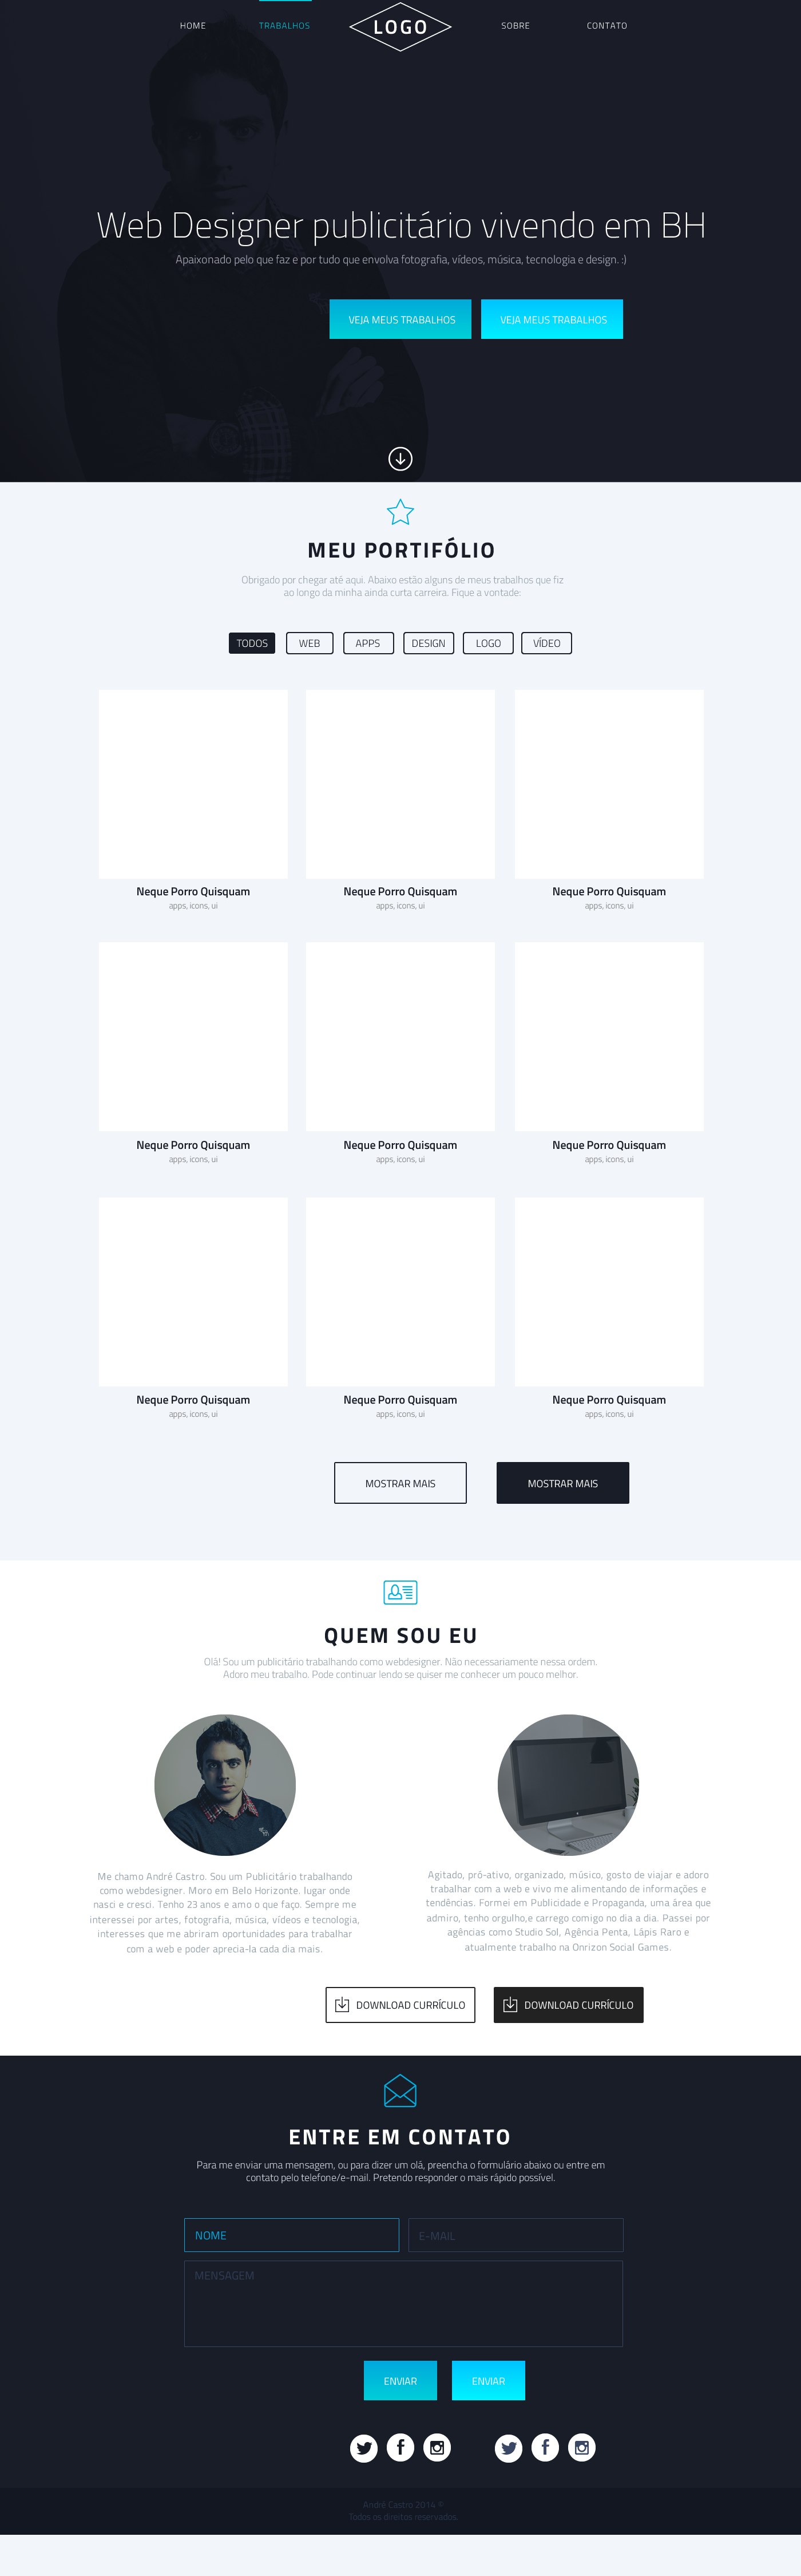 HOME
TRABALHOS
LOGO
SOBRE
CONTATO
Web Designer publicitário vivendo em BH
Apaixonado pelo que faz e por tudo que envolva fotografia, vídeos, música, tecnologia e design. :)
VEJA MEUS TRABALHOS
VEJA MEUS TRABALHOS
MEU PORTIFÓLIO
Obrigado por chegar até aqui. Abaixo estão alguns de meus trabalhos que fiz
ao longo da minha ainda curta carreira. Fique a vontade:
TODOS
WEB
APPS
DESIGN
LOGO
VÍDEO
Neque Porro Quisquam
apps, icons, ui
Neque Porro Quisquam
apps, icons, ui
Neque Porro Quisquam
apps, icons, ui
Neque Porro Quisquam
apps, icons, ui
Neque Porro Quisquam
apps, icons, ui
Neque Porro Quisquam
apps, icons, ui
Neque Porro Quisquam
apps, icons, ui
Neque Porro Quisquam
apps, icons, ui
Neque Porro Quisquam
apps, icons, ui
MOSTRAR MAIS
MOSTRAR MAIS
QUEM SOU EU
Olá! Sou um publicitário trabalhando como webdesigner. Não necessariamente nessa ordem.
Adoro meu trabalho. Pode continuar lendo se quiser me conhecer um pouco melhor.
Me chamo André Castro. Sou um Publicitário trabalhando
como webdesigner. Moro em Belo Horizonte. lugar onde
nasci e cresci. Tenho 23 anos e amo o que faço. Sempre me
interessei por artes, fotografia, música, vídeos e tecnologia,
interesses que me abriram oportunidades para trabalhar
com a web e poder aprecia-la cada dia mais.
Agitado, pró-ativo, organizado, músico, gosto de viajar e adoro
trabalhar com a web e vivo me alimentando de informações e
tendências. Formei em Publicidade e Propaganda, uma área que
admiro, tenho orgulho,e carrego comigo no dia a dia. Passei por
agências como Studio Sol, Agência Penta, Lápis Raro e
atualmente trabalho na Onrizon Social Games.
DOWNLOAD CURRÍCULO
DOWNLOAD CURRÍCULO
ENTRE EM CONTATO
Para me enviar uma mensagem, ou para dizer um olá, preencha o formulário abaixo ou entre em
contato pelo telefone/e-mail. Pretendo responder o mais rápido possível.
NOME
E-MAIL
MENSAGEM
ENVIAR
ENVIAR
André Castro 2014 ®
Todos os direitos reservados.